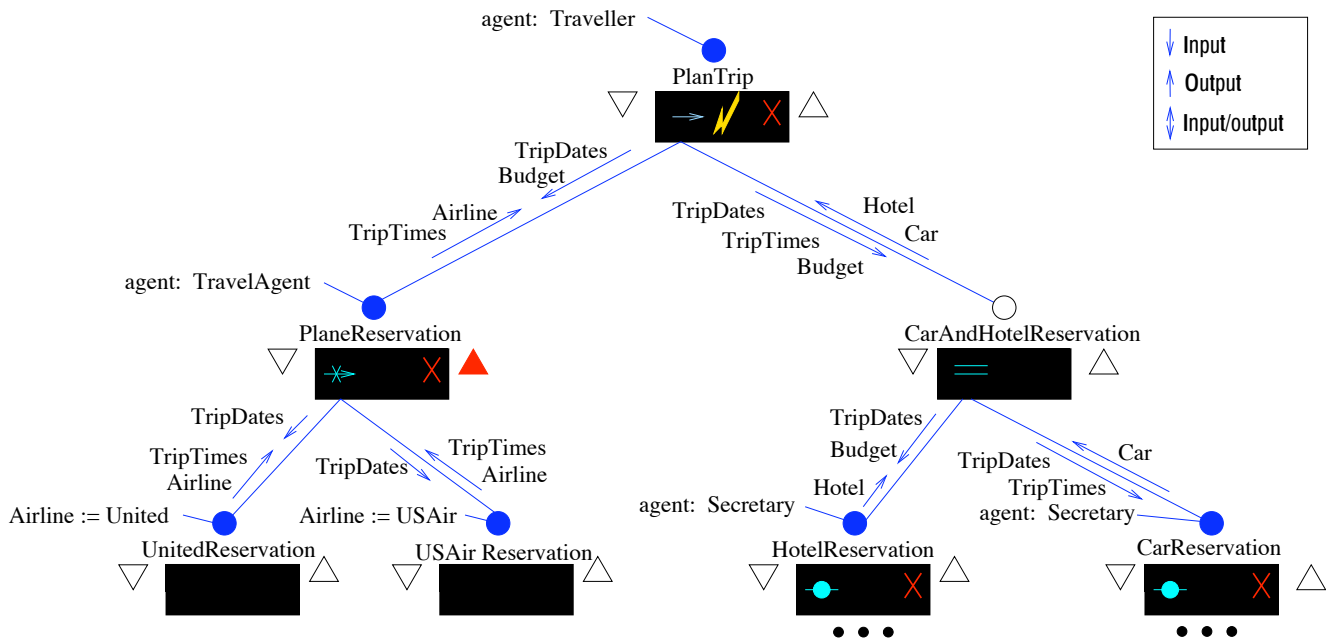 agent: Traveller
PlanTrip
Input
Output
Input/output
TripDates
Budget
Airline
TripTimes
TripDates
TripTimes
Budget
Hotel
Car
agent: TravelAgent
PlaneReservation
CarAndHotelReservation
TripDates
TripTimes
Airline
TripDates
TripTimes
Airline
TripDates
Budget
Hotel
TripDates
TripTimes
Car
Airline := United
Airline := USAir
agent: Secretary
agent: Secretary
UnitedReservation
USAir Reservation
HotelReservation
CarReservation